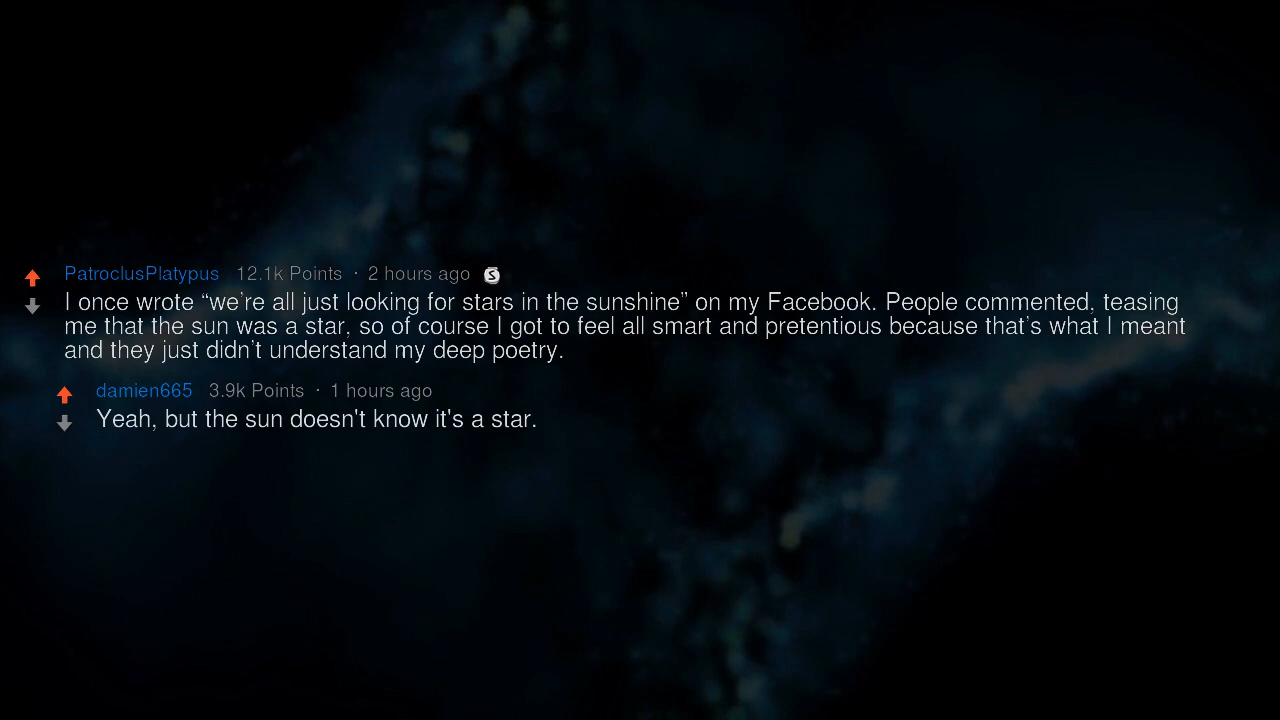 PatroclusPlatypus 12.1k Points · 2 hours ago
I once wrote “we’re all just looking for stars in the sunshine” on my Facebook. People commented, teasing
me that the sun was a star, so of course I got to feel all smart and pretentious because that’s what I meant
and they just didn’t understand my deep poetry.
damien665 3.9k Points · 1 hours ago
Yeah, but the sun doesn't know it's a star.